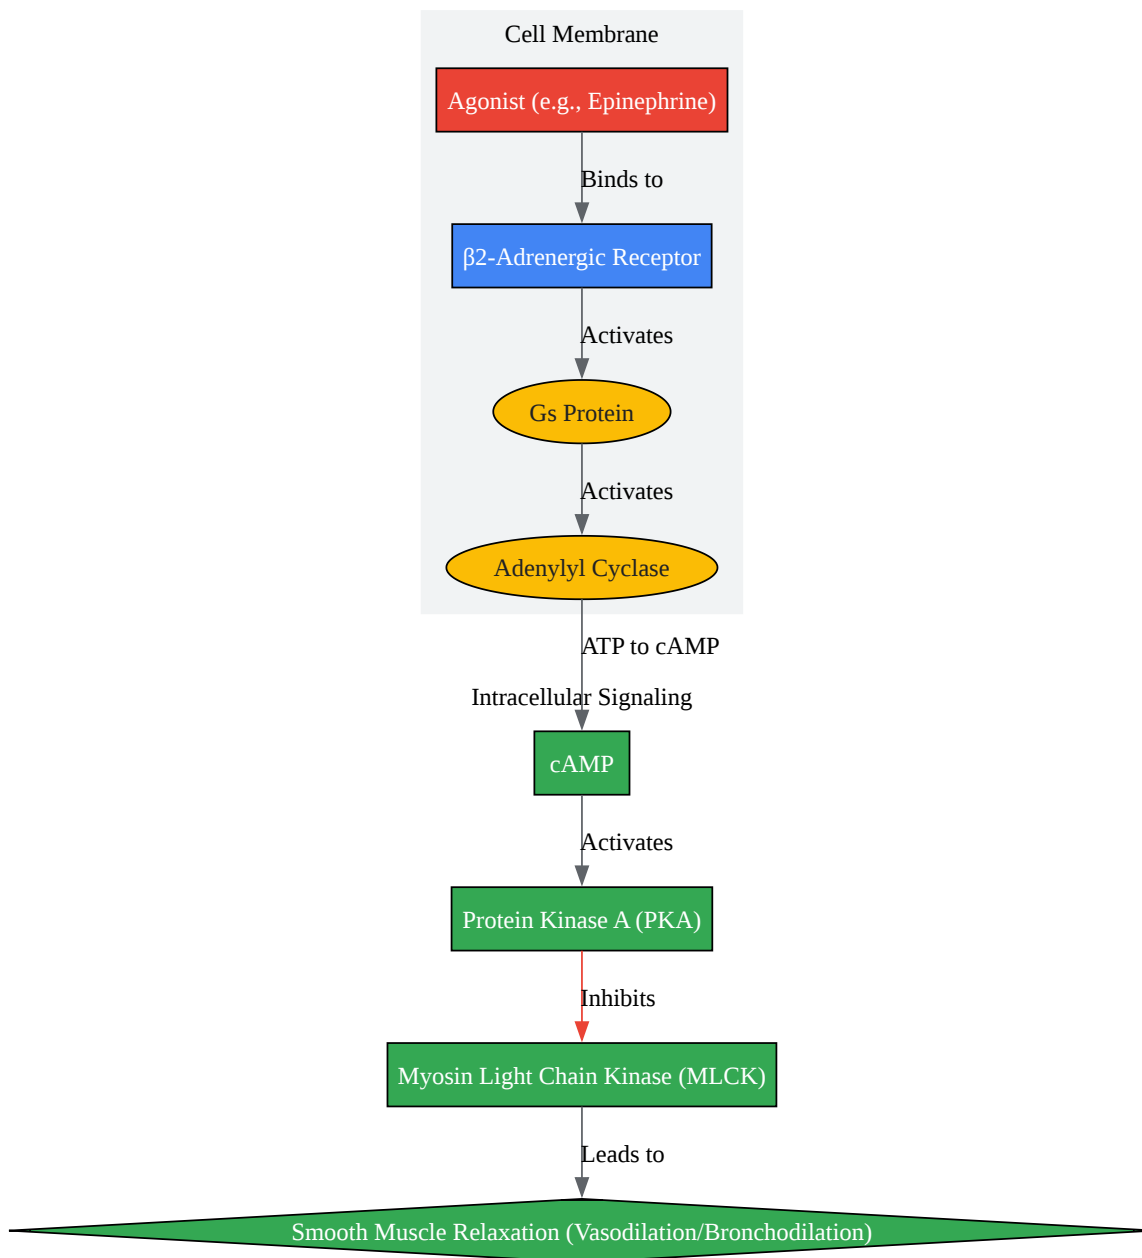 Cell Membrane
Agonist (e.g., Epinephrine)
Binds to
β2-Adrenergic Receptor
Activates
Gs Protein
Activates
Adenylyl Cyclase
ATP to cAMP
Intracellular Signaling
cAMP
Activates
Protein Kinase A (PKA)
Inhibits
Myosin Light Chain Kinase (MLCK)
Leads to
Smooth Muscle Relaxation (Vasodilation/Bronchodilation)